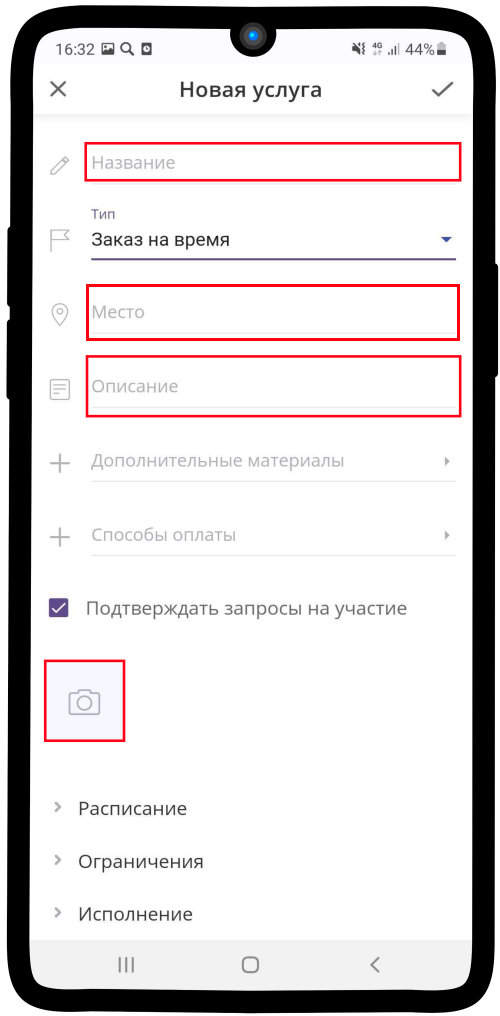 16:32 4G 44%
Новая услуга
Название
Тип
Заказ на время
Место
Описание
Дополнительные материалы
Способы оплаты
Подтверждать запросы на участие
Расписание
Ограничения
Исполнение